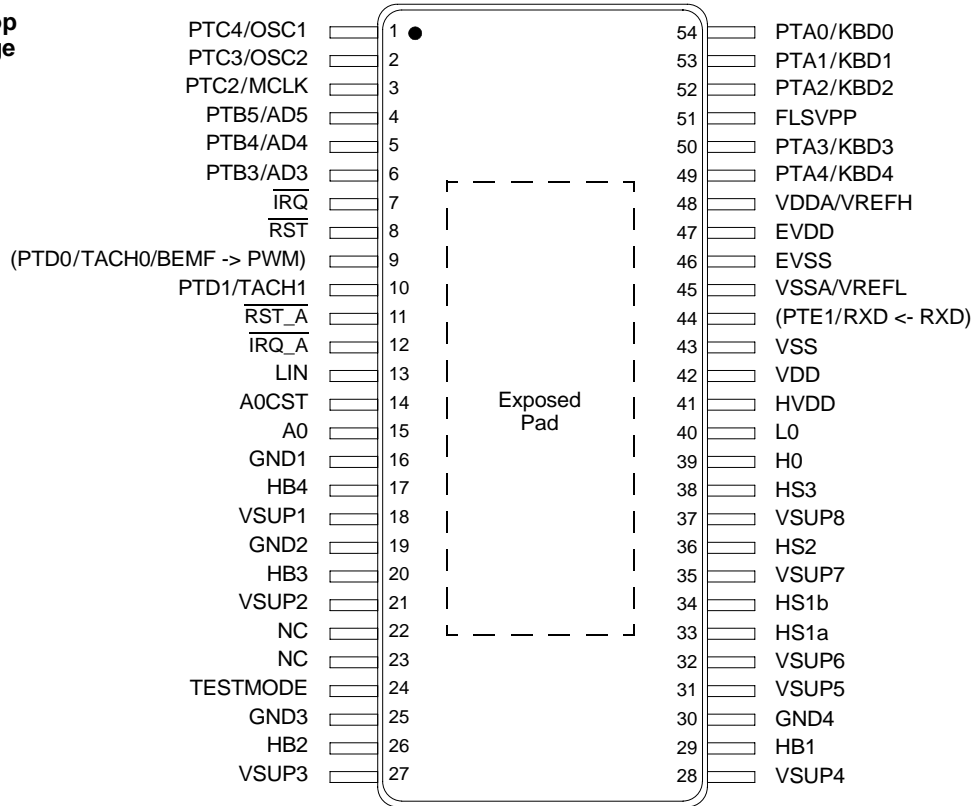 op
ge
PTC4/OSC1 1 54 PTA0/KBD0
PTC3/OSC2 2 53 PTA1/KBD1
PTC2/MCLK 3 52 PTA2/KBD2
PTB5/AD5 4 51 FLSVPP
PTB4/AD4 5 50 PTA3/KBD3
PTB3/AD3 6 49 PTA4/KBD4
IRQ 7 48 VDDA/VREFH
RST 8 47 EVDD
(PTD0/TACH0/BEMF -> PWM) 9 46 EVSS
PTD1/TACH1 10 45 VSSA/VREFL
RST_A 11 44 (PTE1/RXD <- RXD)
IRQ_A 12 43 VSS
LIN 13 42 VDD
A0CST 14 41 HVDD
A0 15 40 L0
GND1 16 39 H0
HB4 17 38 HS3
VSUP1 18 37 VSUP8
GND2 19 36 HS2
HB3 20 35 VSUP7
VSUP2 21 34 HS1b
NC 22 33 HS1a
NC 23 32 VSUP6
TESTMODE 24 31 VSUP5
GND3 25 30 GND4
HB2 26 29 HB1
VSUP3 27 28 VSUP4
Exposed
Pad